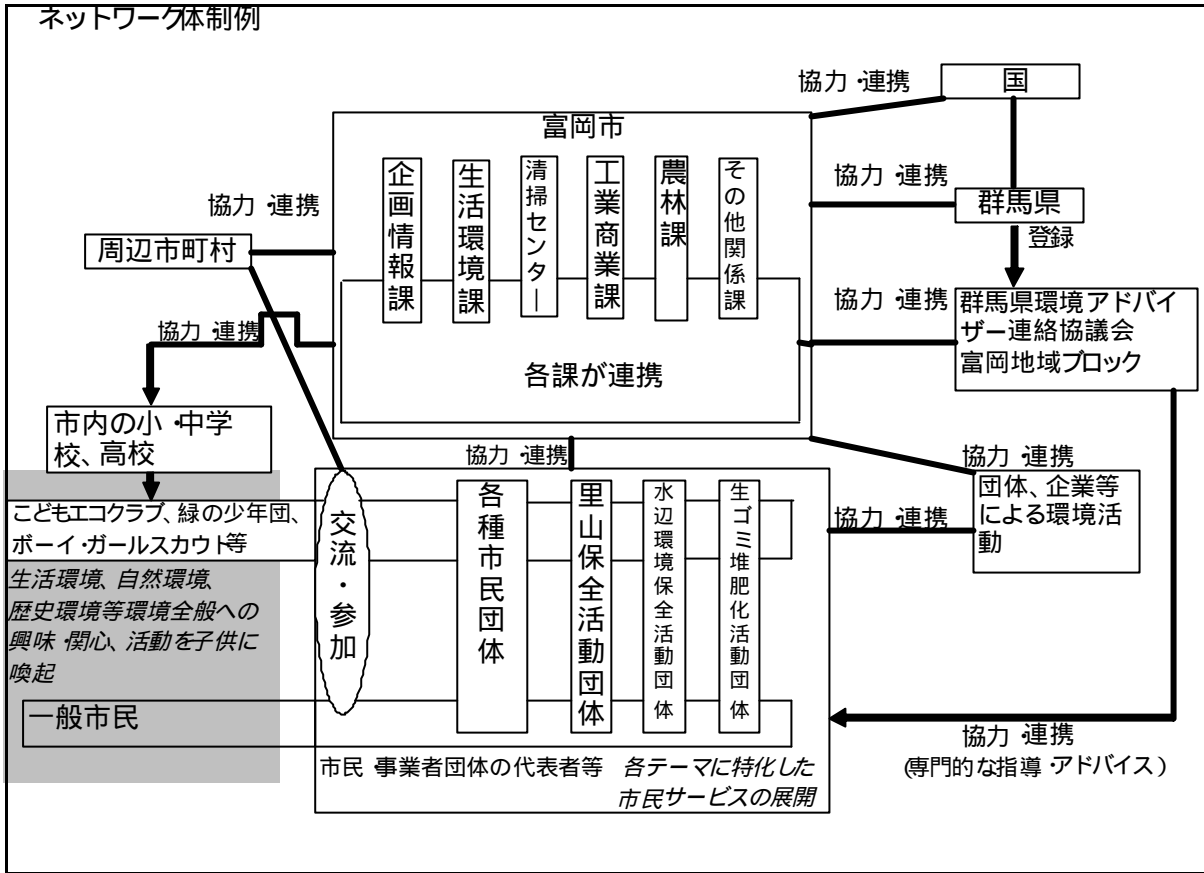 ネットワーク体制例
協力・連携
国
富岡市
企画情報課
生活環境課
清掃センター
工業商業課
農林課
その他関係課
協力・連携
群馬県
登録
協力・連携
周辺市町村
協力・連携
群馬県環境アドバイ
ザー連絡協議会
富岡地域ブロック
協力・連携
各課が連携
市内の小・中学
校、高校
協力・連携
協力・連携
団体、企業等
による環境活
動
協力・連携
こどもエコクラブ、緑の少年団、
ボーイ・ガールスカウト等
生活環境、自然環境、
歴史環境等環境全般への
興味・関心、活動を子供に
喚起
交流・参加
各種市民団体
里山保全活動団体
水辺環境保全活動団体
生ゴミ堆肥化活動団体
一般市民
市民・事業者団体の代表者等
各テーマに特化した
市民サービスの展開
協力・連携
(専門的な指導・アドバイス)